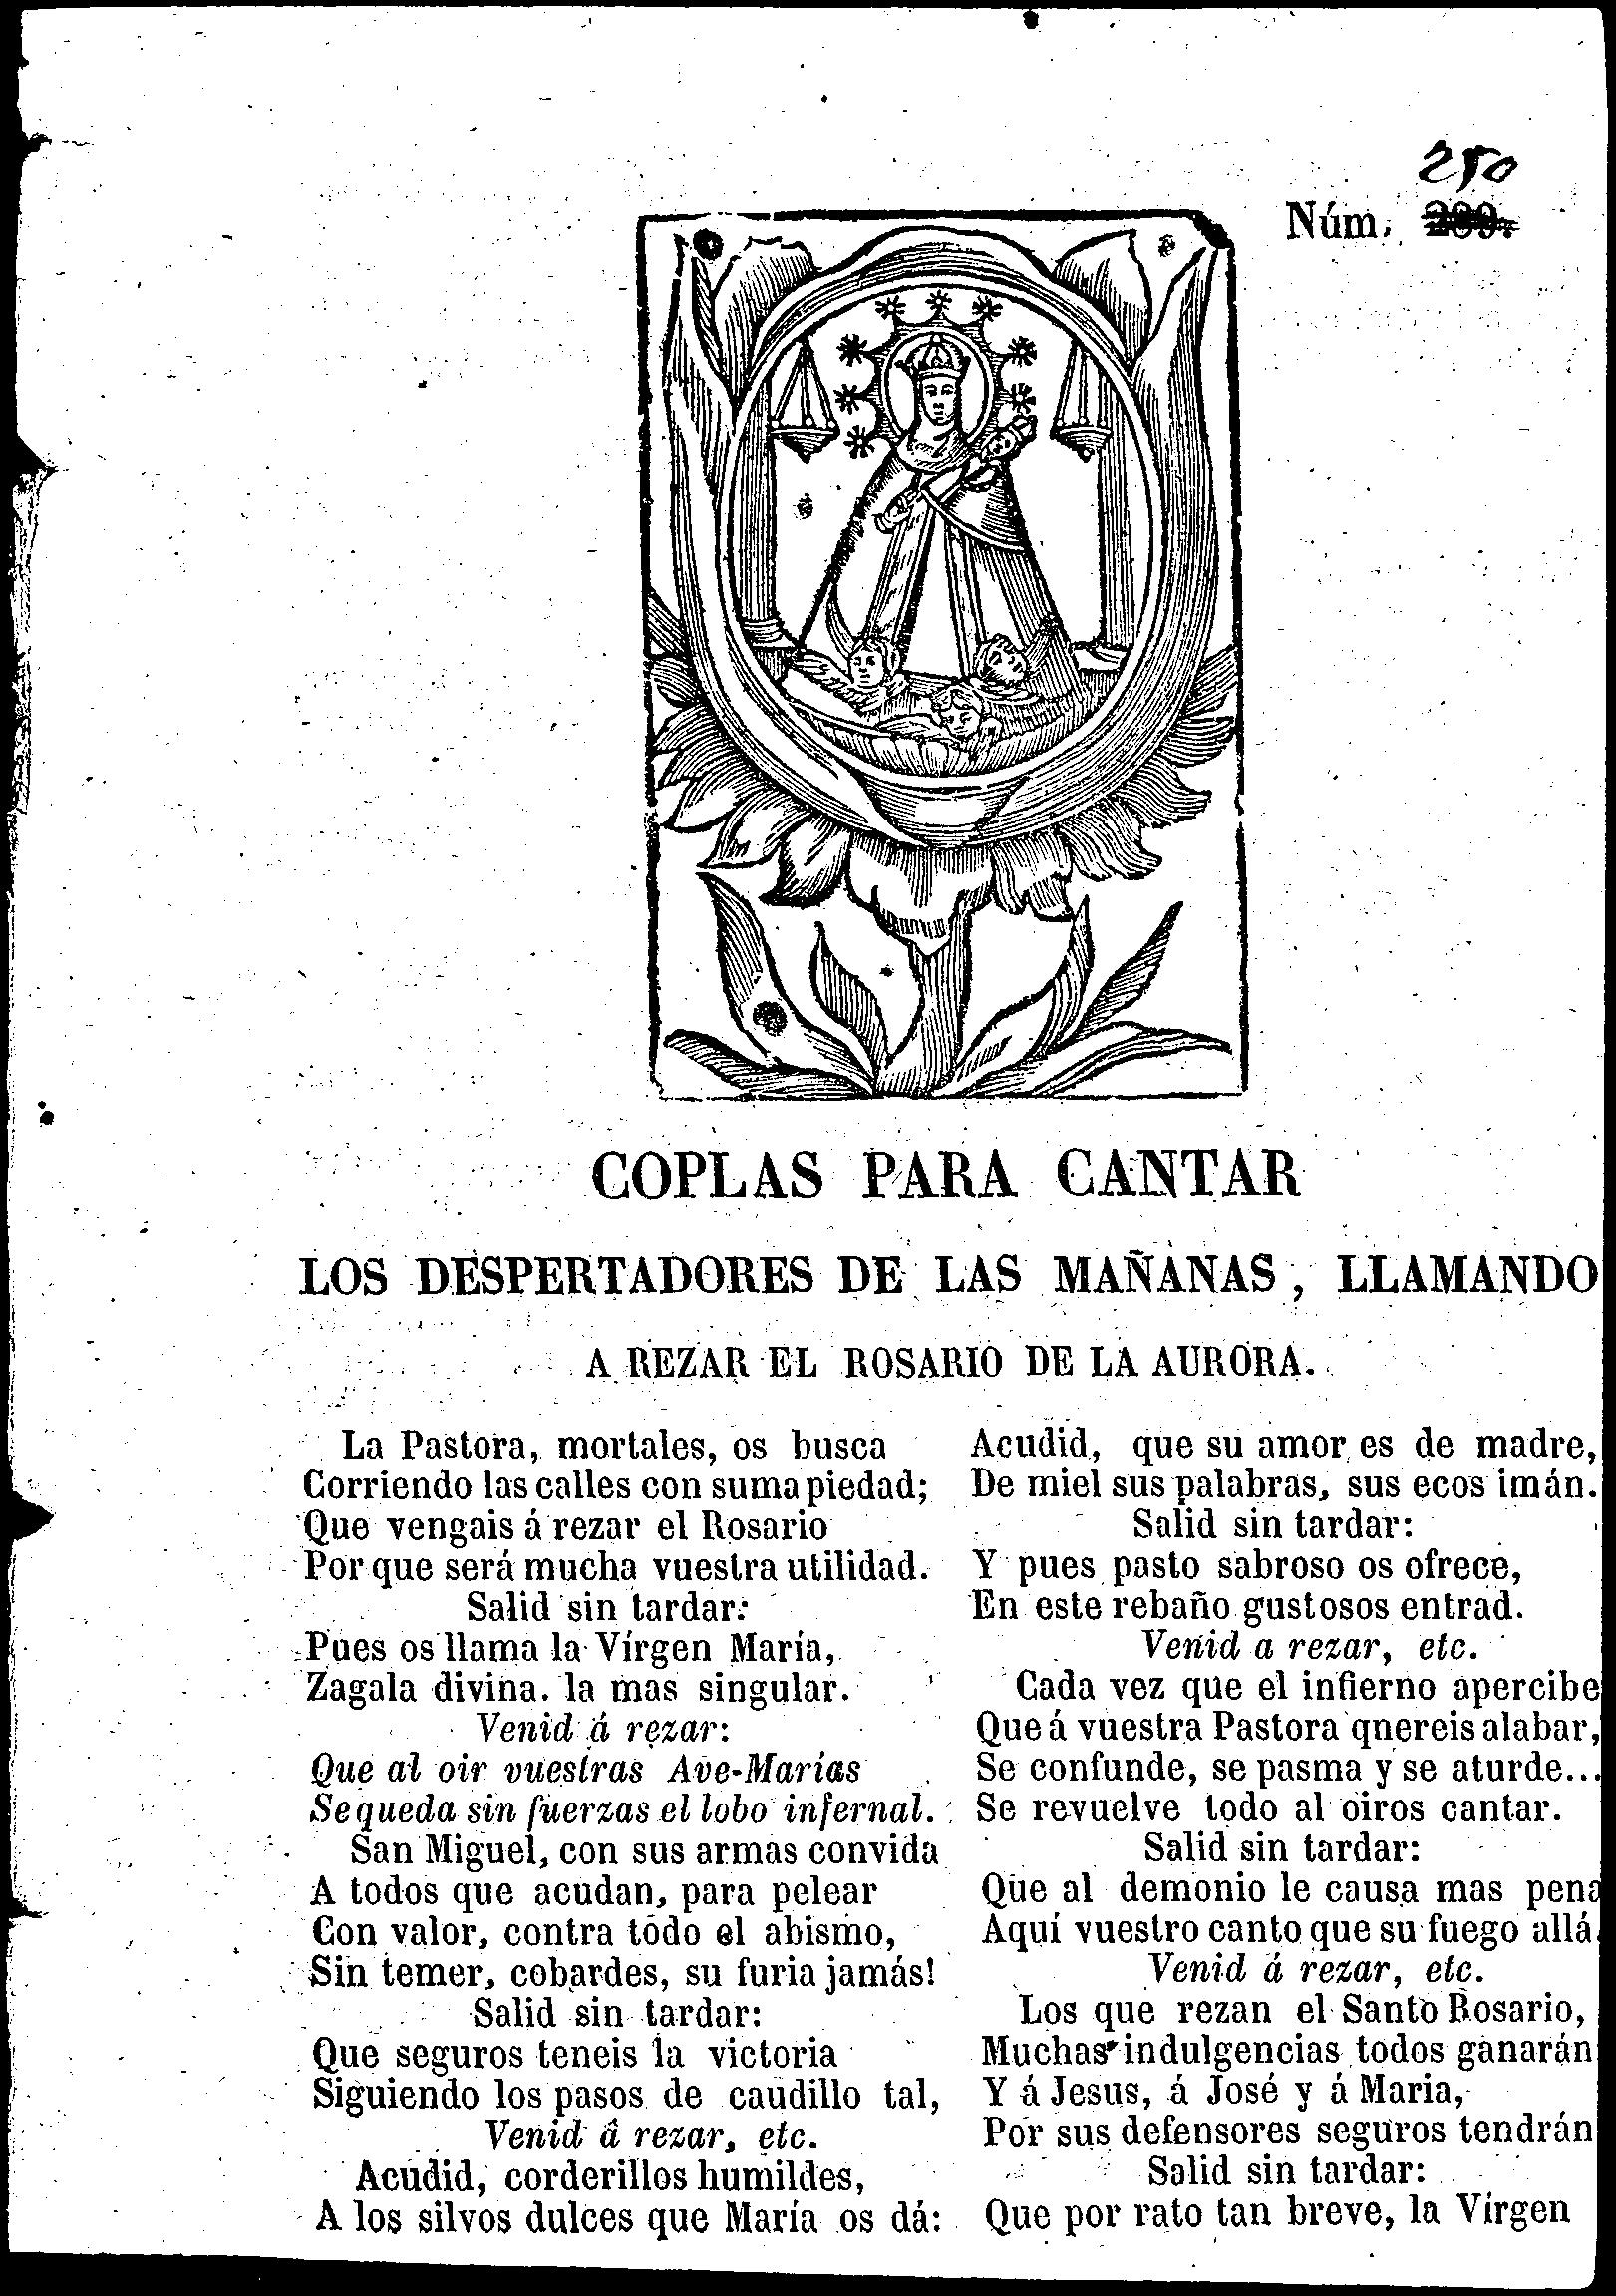 250
Núm. 289.
COPLAS PARA CANTAR
LOS DESPERTADORES DE LAS MAÑANAS, LLAMANDO
A REZAR EL ROSARIO DE LA AURORA.
La Pastora, mortales, os busca
Corriendo las calles con suma piedad;
Que vengais á rezar el Rosario
Por que será mucha vuestra utilidad.
Salid sin tardar:
Pues os llama la Vírgen María,
Zagala divina. la mas singular.
Venid á rezar:
Que al oir vuestras Ave-Marías
Se queda sin fuerzas el lobo infernal.
San Miguel, con sus armas convida
A todos que acudan, para pelear
Con valor, contra todo el abismo,
Sin temer, cobardes, su furia jamás!
Salid sin tardar:
Que seguros teneis la victoria
Siguiendo los pasos de caudillo tal,
Venid á rezar, etc.
Acudid, corderillos humildes,
A los silvos dulces que María os dá:
Acudid, que su amor es de madre,
De miel sus palabras, sus ecos imán.
Salid sin tardar:
Y pues pasto sabroso os ofrece,
En este rebaño gustosos entrad.
Venid a rezar, etc.
Cada vez que el infierno apercibe
Que á vuestra Pastora qnereis alabar,
Se confunde, se pasma y se aturde...
Se revuelve todo al oiros cantar.
Salid sin tardar:
Que al demonio le causa mas pena
Aquí vuestro canto que su fuego allá.
Venid á rezar, etc.
Los que rezan el Santo Rosario,
Muchas indulgencias todos ganarán
Y á Jesus, á José y á Maria,
Por sus defensores seguros tendrán
Salid sin tardar:
Que por rato tan breve, la Vírgen